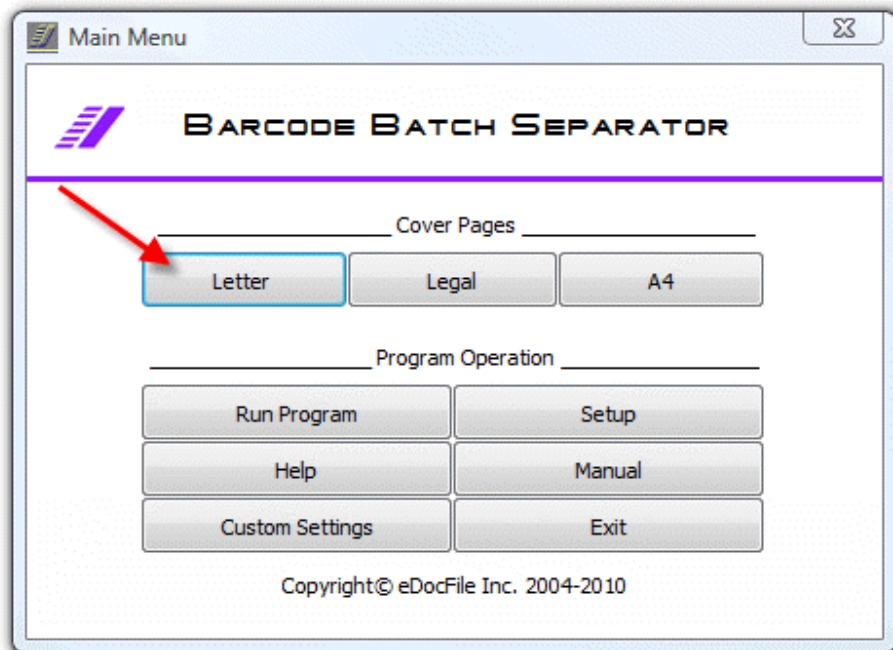 Main Menu
BARCODE BATCH SEPARATOR
Cover Pages
Letter Legal A4
Program Operation
Run Program Setup
Help Manual
Custom Settings Exit
Copyright© eDocFile Inc. 2004-2010